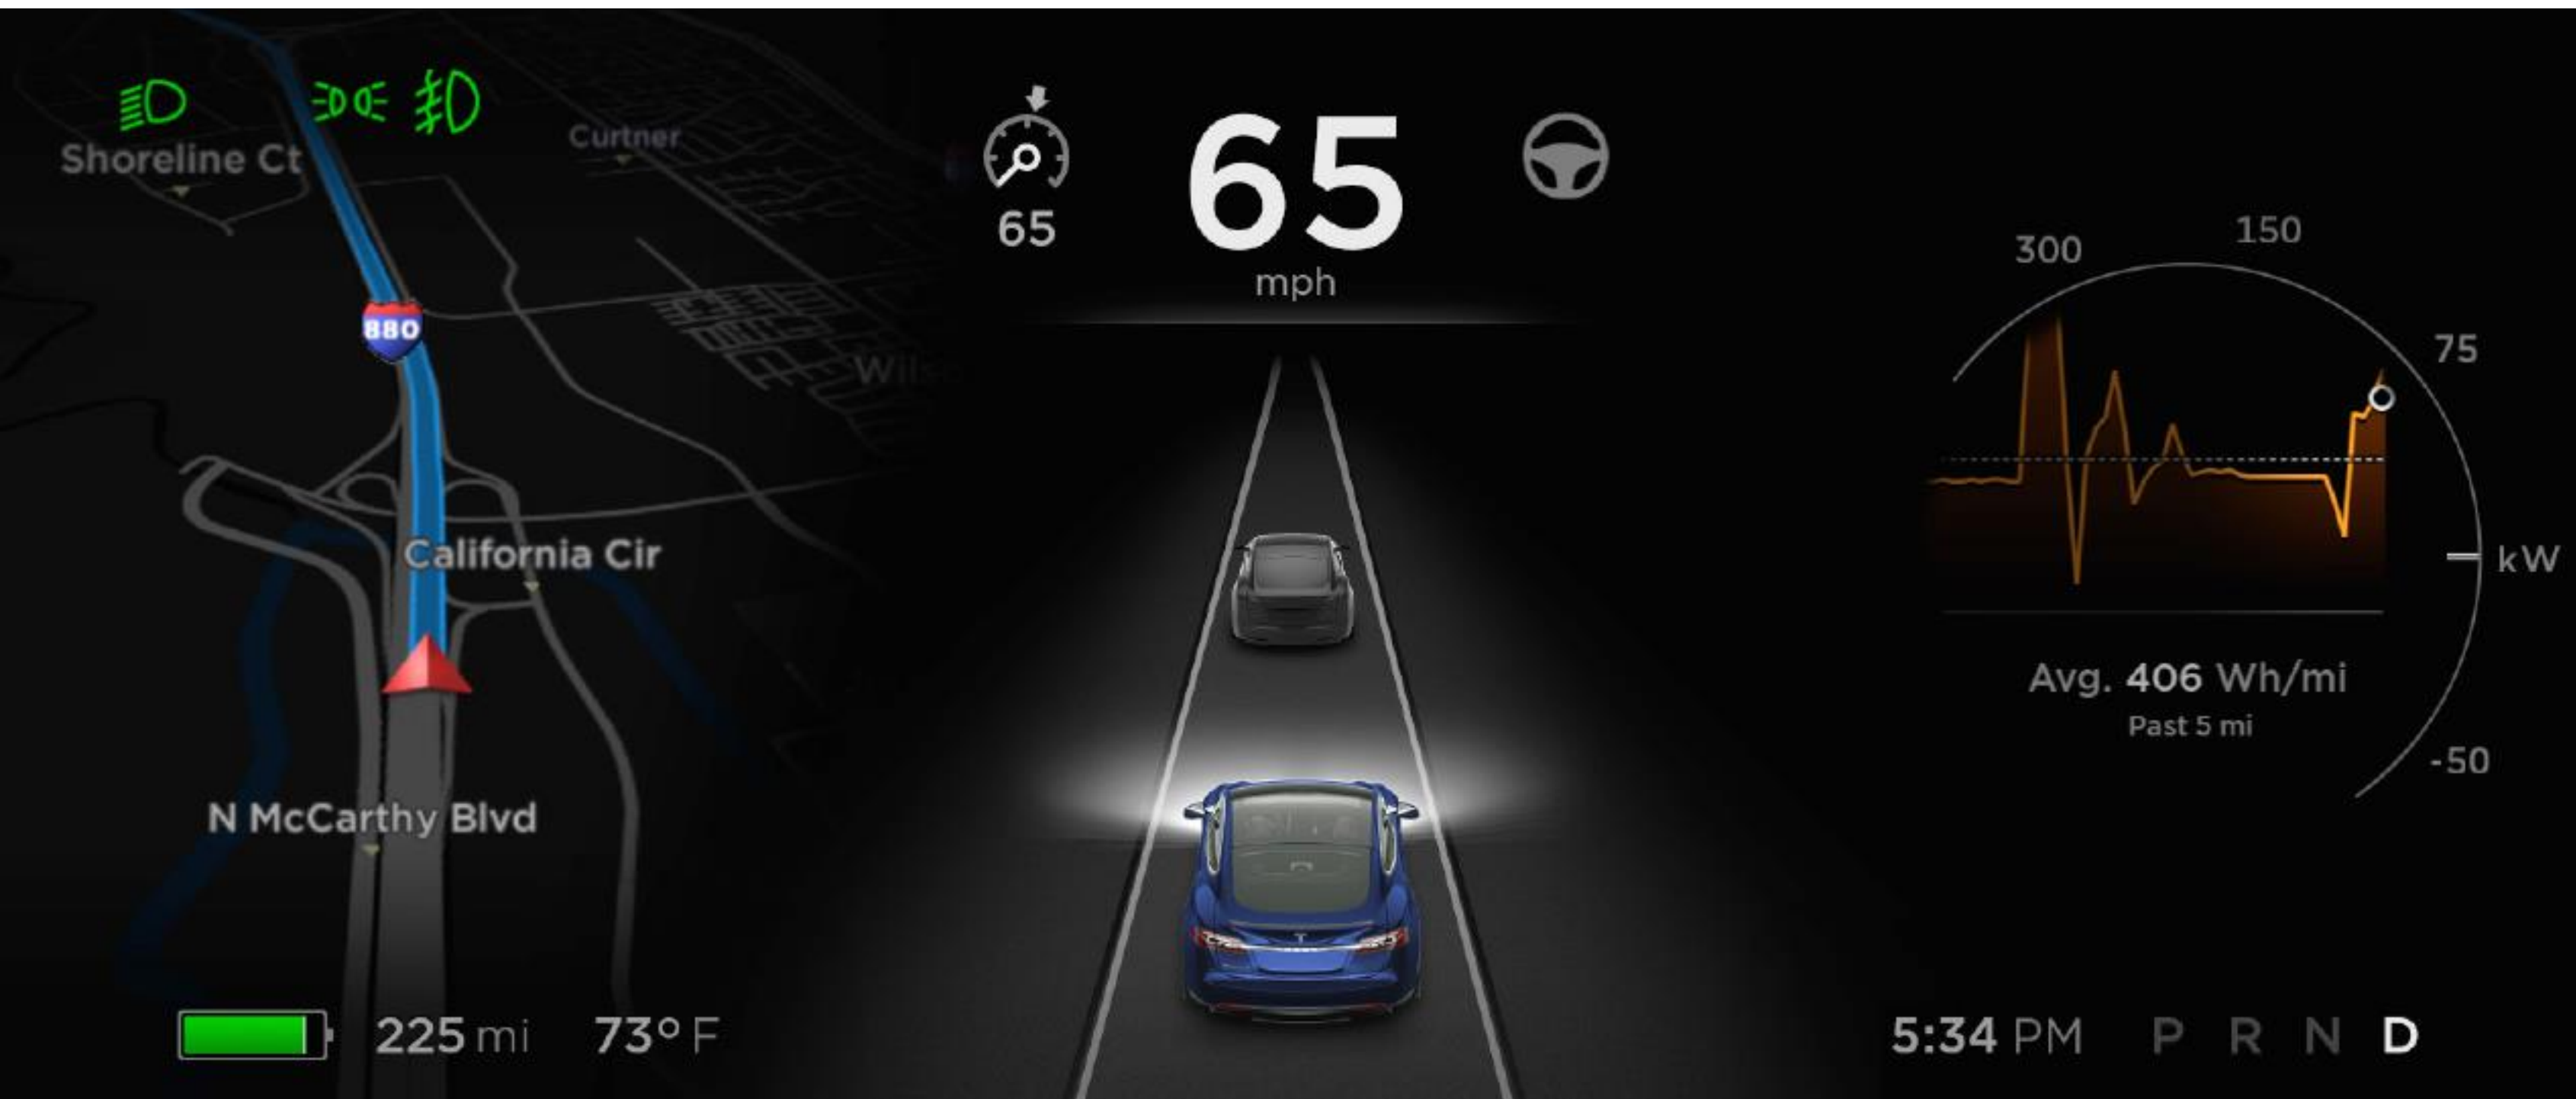 Shoreline Ct
Curtner
880
California Cir
N McCarthy Blvd
225 mi 73° F
65
65
mph
300
150
75
kW
-50
Avg. 406 Wh/mi
Past 5 mi
5:34 PM P R N D